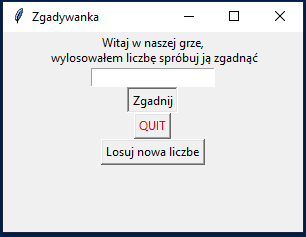 Zgadywanka
Witaj w naszej grze,
wylosowałem liczbę spróbuj ją zgadnąć
Zgadnij
QUIT
Losuj nowa liczbe